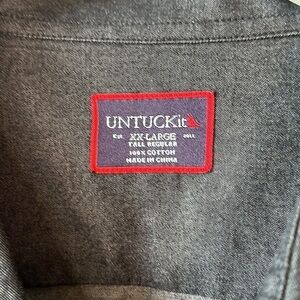 UNTUCKit
Est. XX-LARGE 2011
TALL REGULAR
100% COTTON
MADE IN CHINA